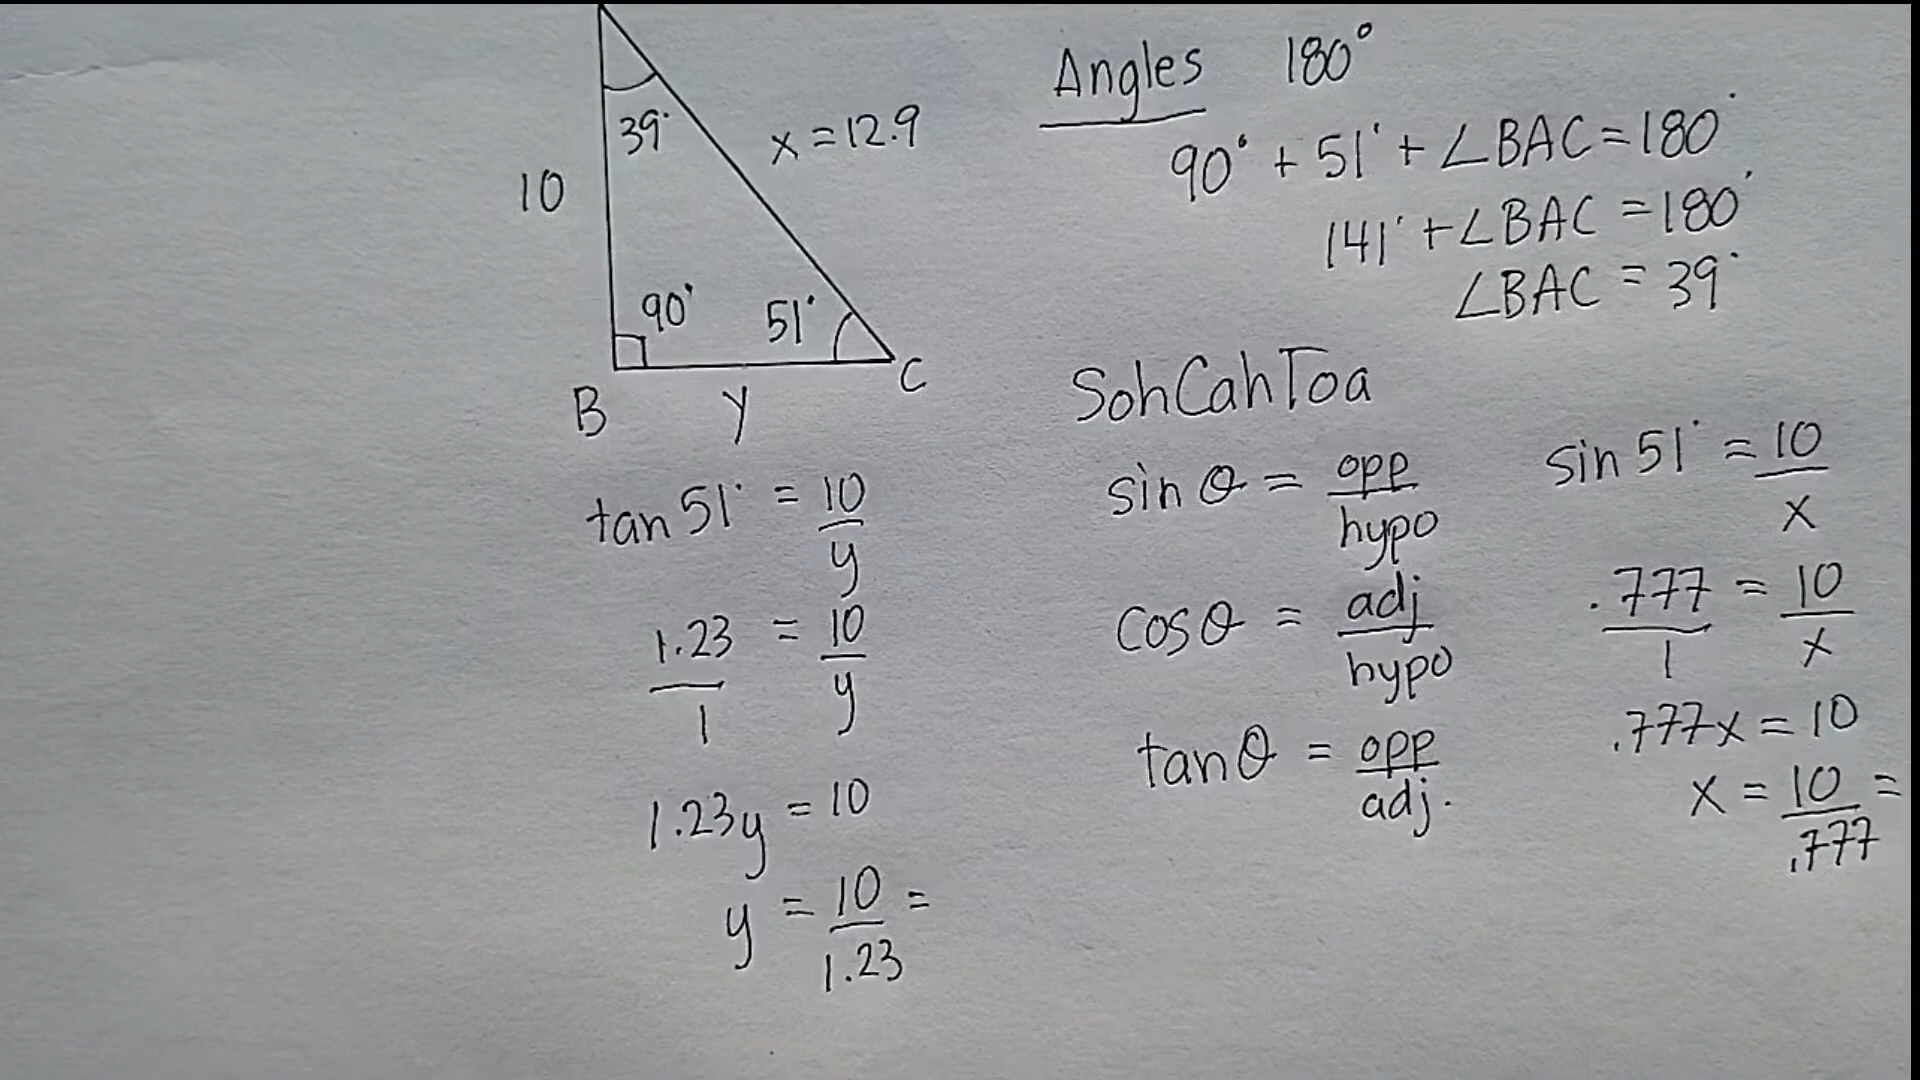 39°
x = 12.9
10
90°
51°
B
y
C
tan 51° = 10/y
1.23/1 = 10/y
1.23y = 10
y = 10/1.23 =
Angles 180°
90° + 51° + ∠BAC = 180°
141° + ∠BAC = 180°
∠BAC = 39°
SohCahToa
sin θ = opp/hypo
cos θ = adj/hypo
tan θ = opp/adj.
sin 51° = 10/x
.777/1 = 10/x
.777x = 10
x = 10/.777 =